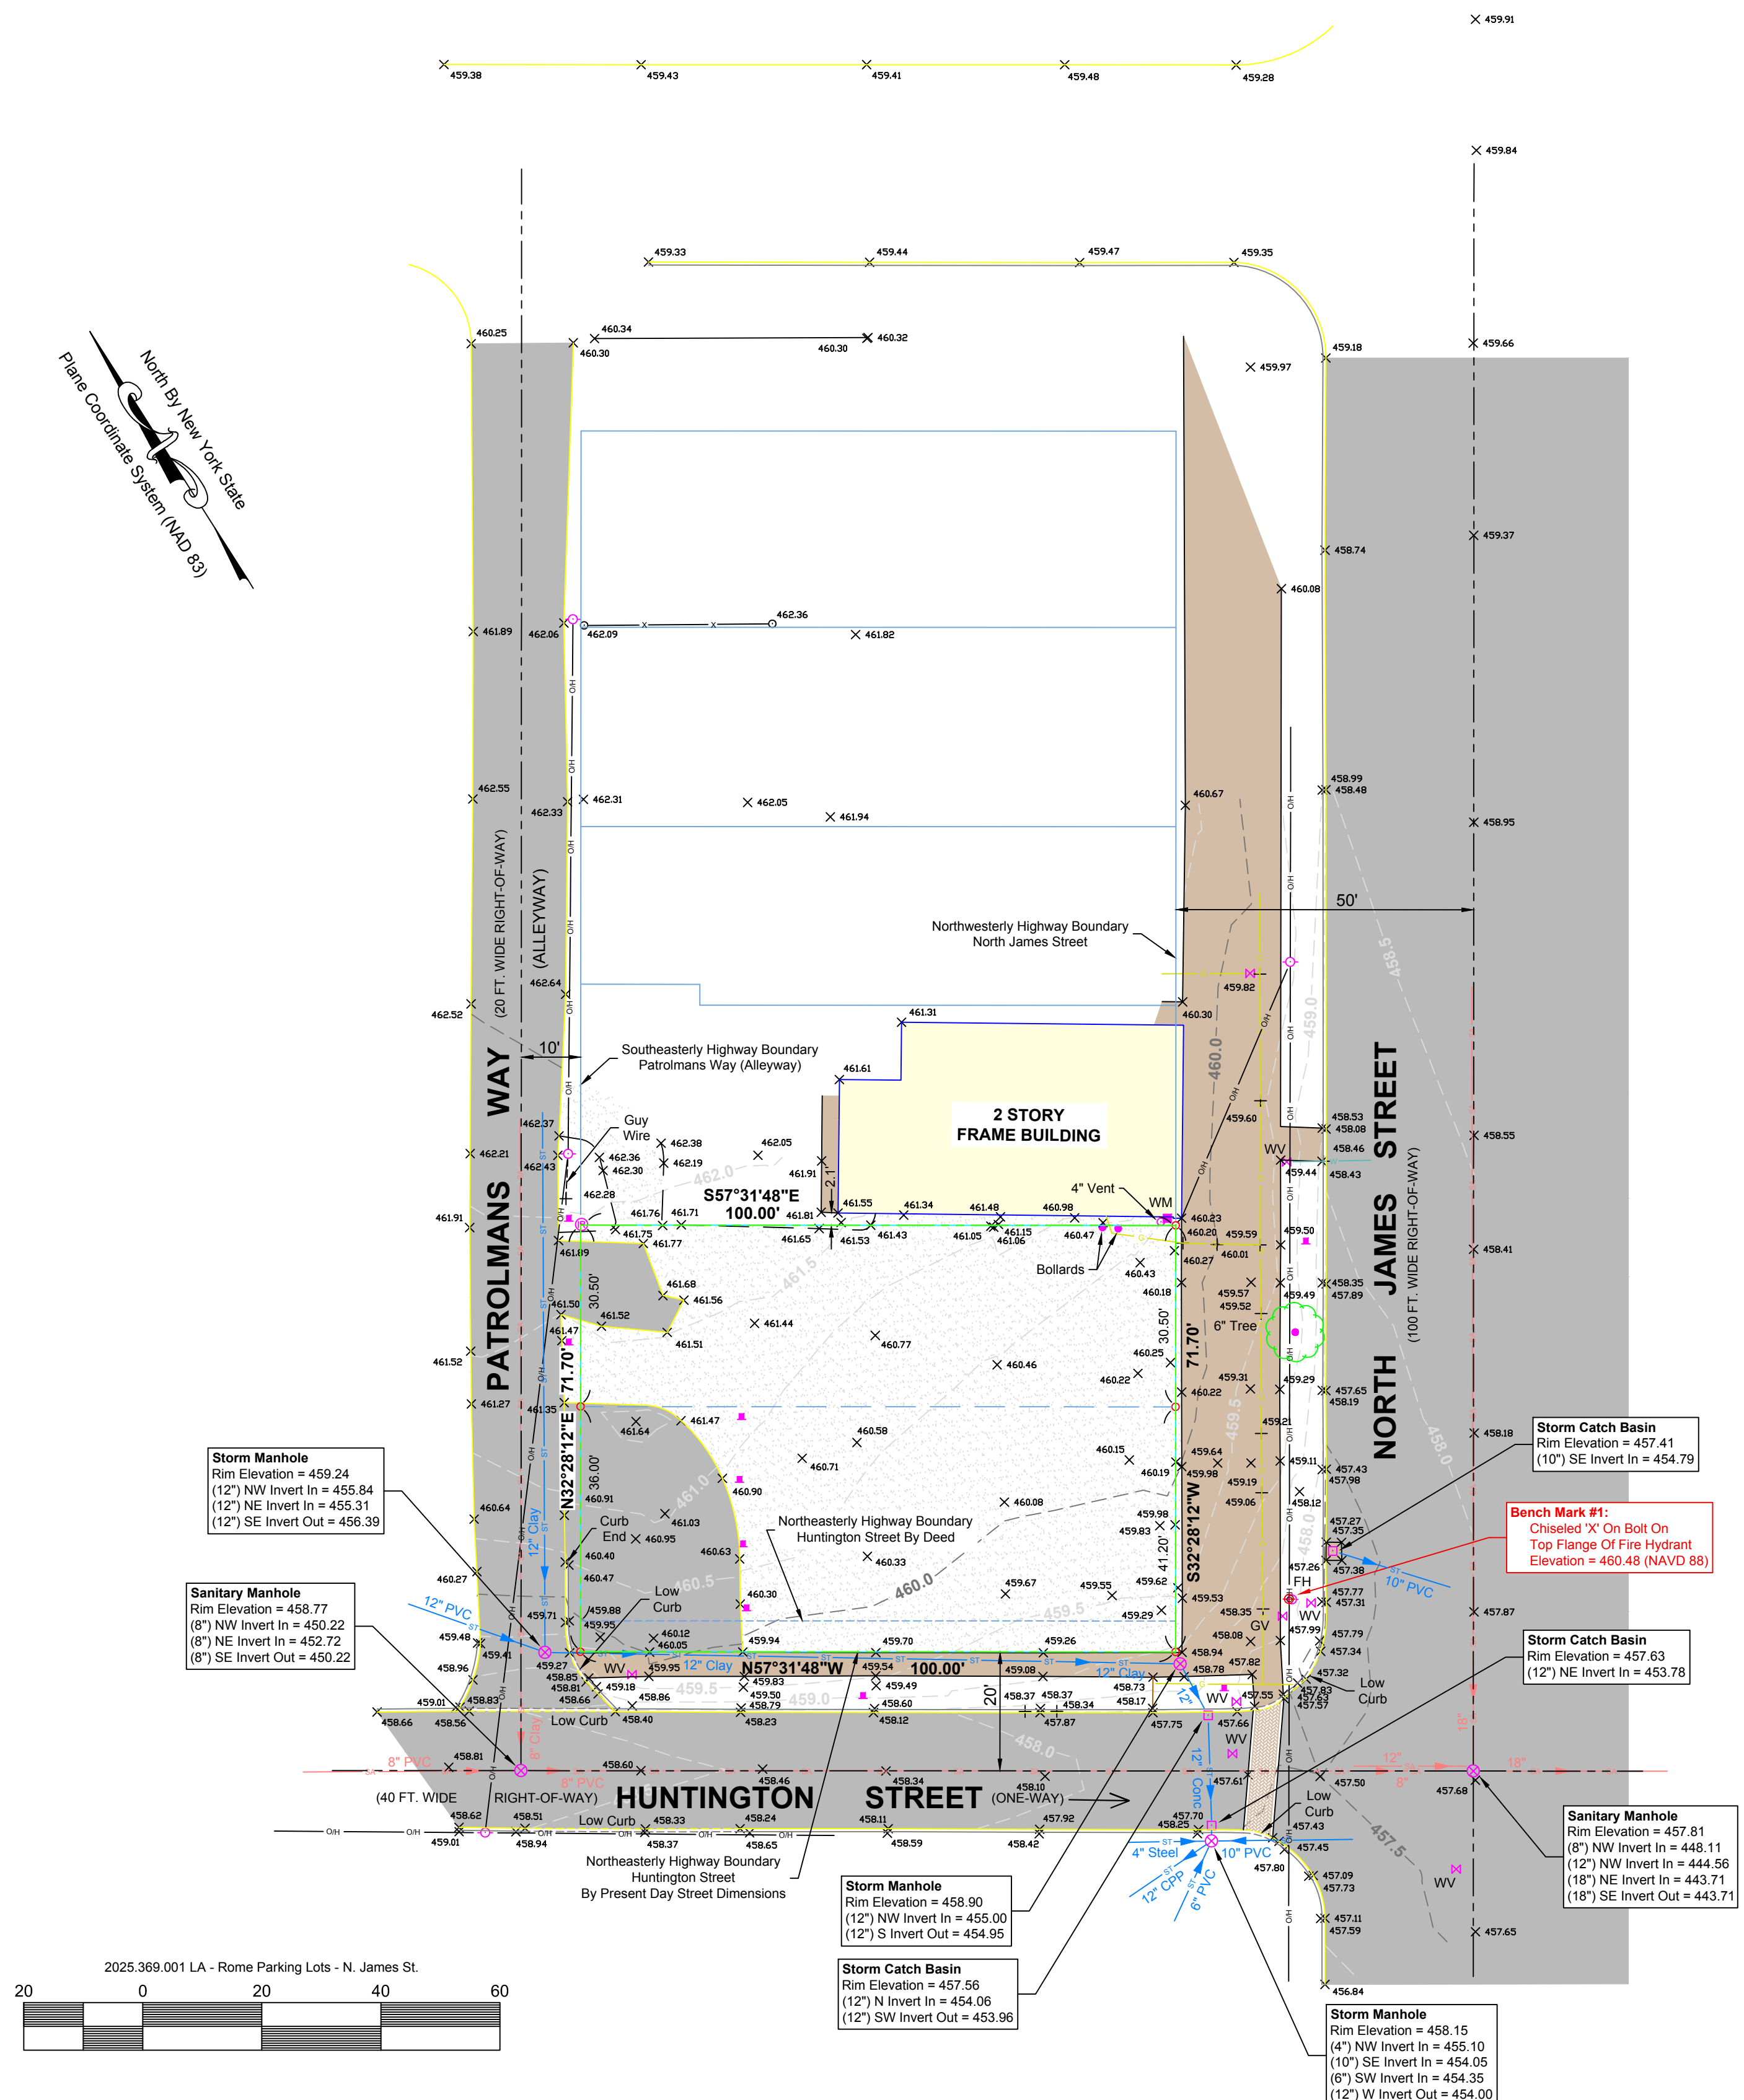 459.91
459.38
459.43
459.41
459.48
459.28
459.84
459.33
459.44
459.47
459.35
460.25
460.34
460.30
460.30
460.32
459.18
459.66
459.97
North By New York State
Plane Coordinate System (NAD 83)
459.37
458.74
460.08
461.89
462.06
462.09
462.36
461.82
462.55
462.33
462.31
462.05
461.94
460.67
458.99
458.48
458.95
50'
(20 FT. WIDE RIGHT-OF-WAY)
(ALLEYWAY)
Northwesterly Highway Boundary
North James Street
458.5
462.64
462.52
459.82
460.30
459.0
461.31
460.0
10'
Southeasterly Highway Boundary
Patrolmans Way (Alleyway)
461.61
PATROLMANS WAY
NORTH JAMES STREET
(100 FT. WIDE RIGHT-OF-WAY)
2 STORY
FRAME BUILDING
Guy
Wire
462.37
462.38
462.05
459.60
458.53
458.08
458.55
462.21
462.43
462.36
462.30
462.19
461.91
2.1'
WV
459.44
458.46
458.43
462.28
462.0
S57°31'48"E
100.00'
4" Vent
WM
461.91
461.76
461.71
461.81
461.55
461.34
461.48
460.98
460.23
461.75
461.65
461.53
461.43
461.05
461.15
461.06
460.47
460.20
459.59
459.50
458.41
461.89
461.77
461.5
Bollards
460.43
460.27
460.01
461.68
461.56
30.50'
460.18
459.57
459.49
458.35
457.89
461.50
461.52
461.44
459.52
461.47
461.51
460.77
30.50'
6" Tree
461.52
71.70'
460.46
460.25
460.22
71.70'
461.27
461.35
460.22
459.31
459.29
457.65
458.19
461.64
461.47
459.5
459.21
458.18
458.0
N32°28'12"E
460.58
Storm Catch Basin
Rim Elevation = 457.41
(10") SE Invert In = 454.79
Storm Manhole
Rim Elevation = 459.24
(12") NW Invert In = 455.84
(12") NE Invert In = 455.31
(12") SE Invert Out = 456.39
36.00'
460.71
460.15
460.19
459.64
459.98
459.19
459.11
457.43
457.98
460.90
461.0
460.91
460.08
459.06
458.12
460.64
461.03
Bench Mark #1:
Chiseled 'X' On Bolt On
Top Flange Of Fire Hydrant
Elevation = 460.48 (NAVD 88)
12" Clay
Curb
End
460.95
Northeasterly Highway Boundary
Huntington Street By Deed
459.98
459.83
458.0
457.27
457.35
460.40
460.63
460.33
41.20'
S32°28'12"W
457.26
457.38
10" PVC
460.27
460.47
460.5
460.0
459.62
FH
457.77
457.31
Sanitary Manhole
Rim Elevation = 458.77
(8") NW Invert In = 450.22
(8") NE Invert In = 452.72
(8") SE Invert Out = 450.22
Low
Curb
460.30
459.67
459.55
459.53
459.5
459.29
458.35
WV
457.87
12" PVC
459.71
459.88
459.95
GV
457.99
457.79
459.48
459.41
460.12
460.05
459.94
459.70
459.26
458.94
458.08
457.34
Storm Catch Basin
Rim Elevation = 457.63
(12") NE Invert In = 453.78
459.27
12" Clay
N57°31'48"W
100.00'
12" Clay
458.78
457.82
457.32
458.96
458.85
WV
459.95
459.83
459.54
459.08
458.81
459.18
459.5
459.50
459.49
459.0
458.73
12"
WV
457.55
457.83
457.63
457.57
Low
Curb
459.01
458.83
458.66
458.86
458.79
458.60
458.37
458.37
458.34
458.17
20'
458.66
458.56
Low Curb
458.40
458.23
458.12
457.87
457.75
457.66
18"
8" Clay
458.0
WV
8" PVC
458.81
8" PVC
458.60
458.46
458.34
458.10
12" Conc
457.61
457.50
12"
8"
18"
457.68
(40 FT. WIDE RIGHT-OF-WAY)
HUNTINGTON STREET
(ONE-WAY)
Low
Curb
458.62
458.51
Low Curb
458.33
458.24
458.11
457.92
457.70
458.25
457.43
459.01
458.94
458.37
458.65
458.59
458.42
4" Steel
10" PVC
457.45
457.80
457.5
Sanitary Manhole
Rim Elevation = 457.81
(8") NW Invert In = 448.11
(12") NW Invert In = 444.56
(18") NE Invert In = 443.71
(18") SE Invert Out = 443.71
Northeasterly Highway Boundary
Huntington Street
By Present Day Street Dimensions
12" CPP
6" PVC
457.09
457.73
WV
Storm Manhole
Rim Elevation = 458.90
(12") NW Invert In = 455.00
(12") S Invert Out = 454.95
457.11
457.59
457.65
2025.369.001 LA - Rome Parking Lots - N. James St.
20 0 20 40 60
Storm Catch Basin
Rim Elevation = 457.56
(12") N Invert In = 454.06
(12") SW Invert Out = 453.96
456.84
Storm Manhole
Rim Elevation = 458.15
(4") NW Invert In = 455.10
(10") SE Invert In = 454.05
(6") SW Invert In = 454.35
(12") W Invert Out = 454.00